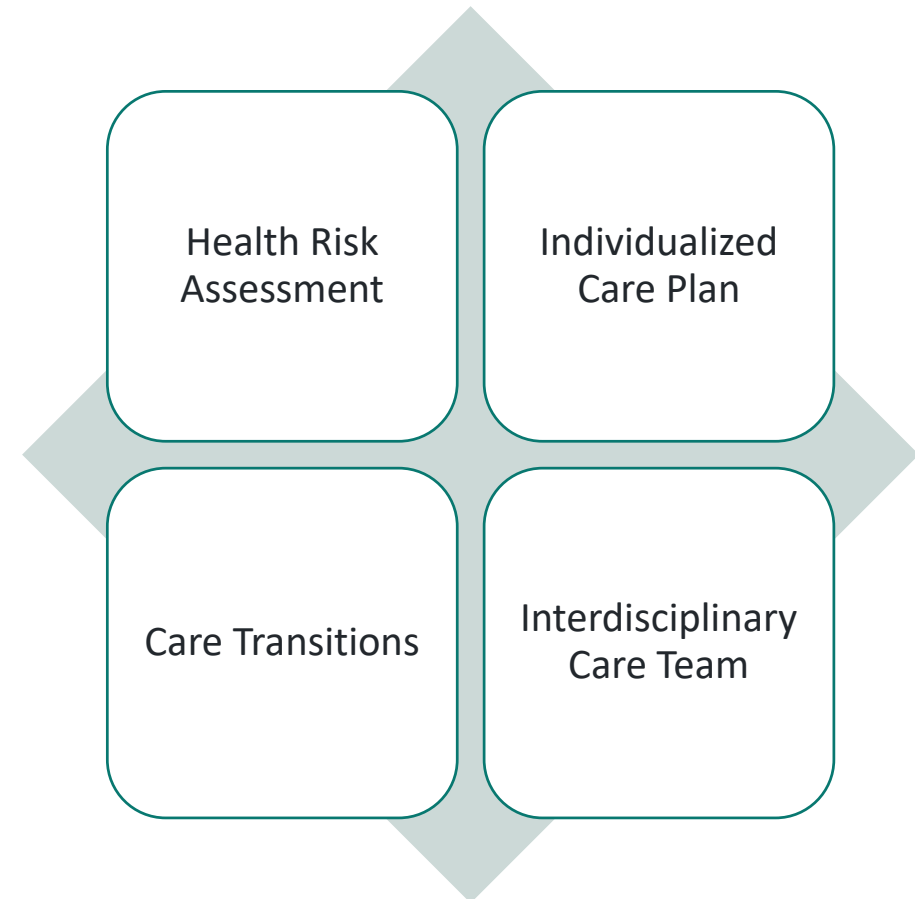 Health Risk
Assessment
Individualized
Care Plan
Care Transitions
Interdisciplinary
Care Team